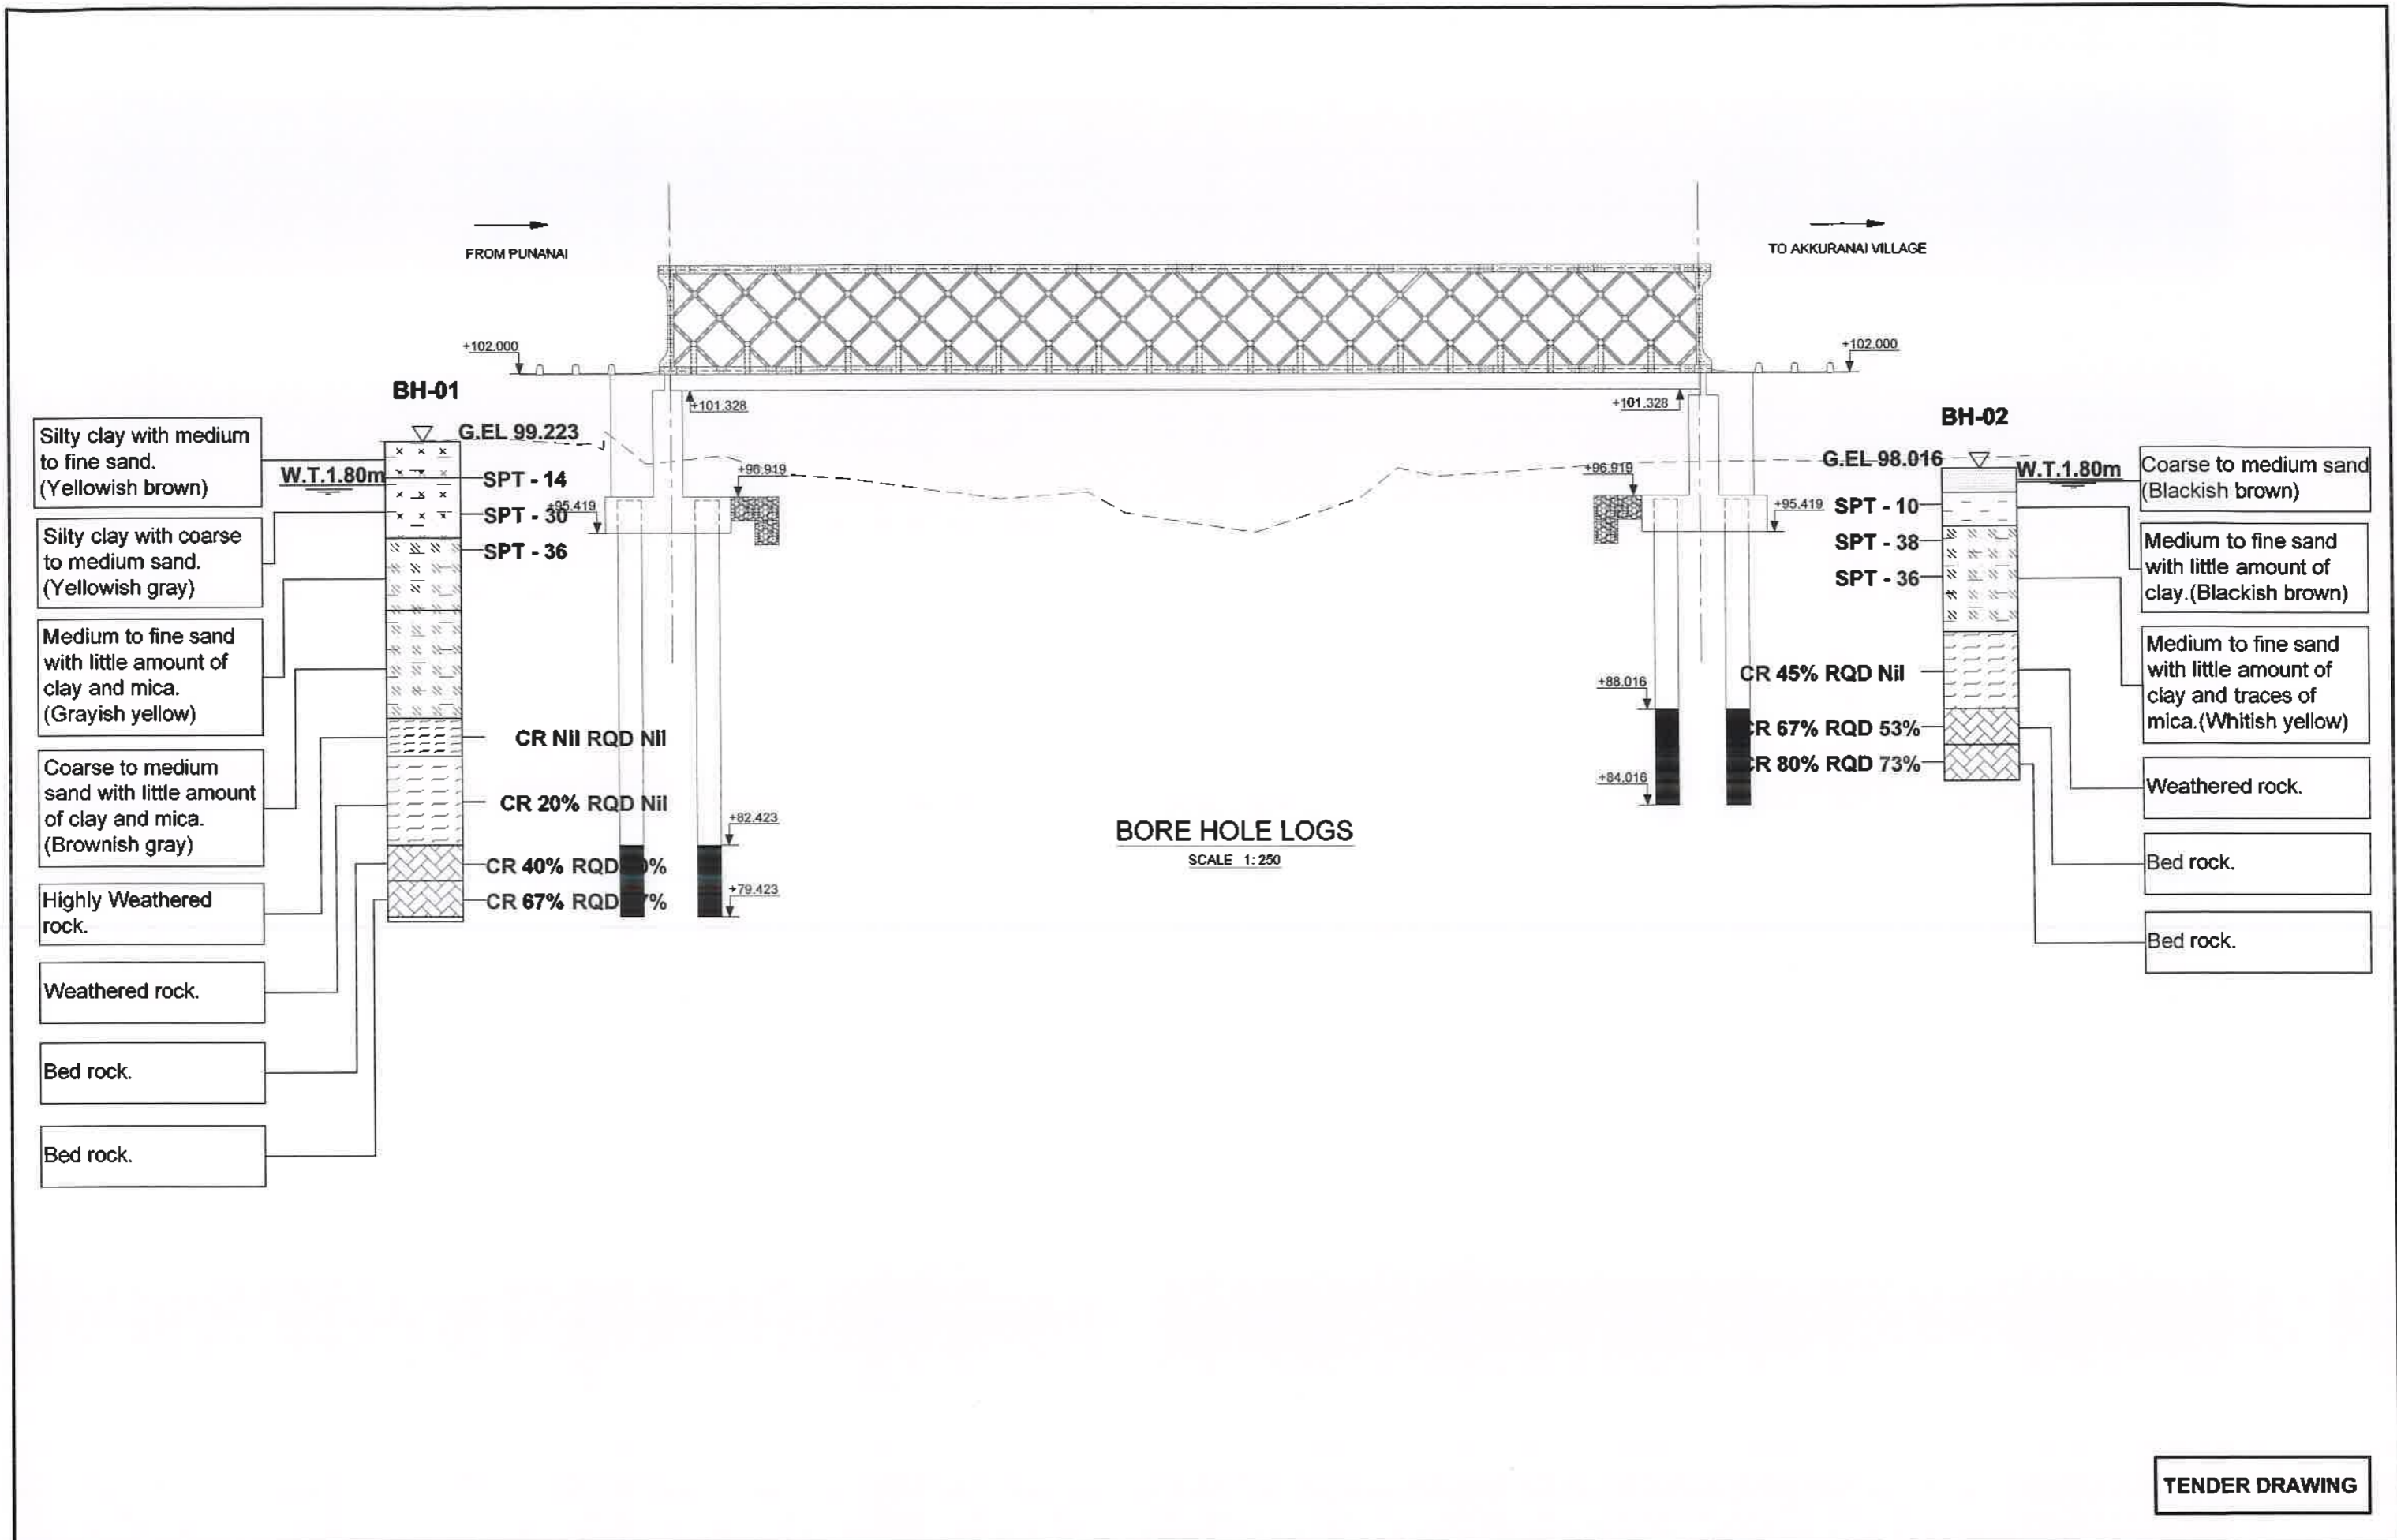 FROM PUNANAI
TO AKKURANAI VILLAGE
+102.000
+102.000
BH-01
+101.328
+101.328
BH-02
G.EL 99.223
G.EL 98.016
W.T.1.80m
W.T.1.80m
SPT - 14
SPT - 30
SPT - 36
+96.919
+96.919
+95.419
+95.419
SPT - 10
SPT - 38
SPT - 36
Silty clay with medium
to fine sand.
(Yellowish brown)
Silty clay with coarse
to medium sand.
(Yellowish gray)
Medium to fine sand
with little amount of
clay and mica.
(Grayish yellow)
Coarse to medium
sand with little amount
of clay and mica.
(Brownish gray)
Highly Weathered
rock.
Weathered rock.
Bed rock.
Bed rock.
CR Nil RQD Nil
CR 20% RQD Nil
CR 40% RQD
CR 67% RQD
+82.423
+79.423
BORE HOLE LOGS
SCALE 1:250
+88.016
+84.016
CR 45% RQD Nil
CR 67% RQD 53%
CR 80% RQD 73%
Coarse to medium sand
(Blackish brown)
Medium to fine sand
with little amount of
clay.(Blackish brown)
Medium to fine sand
with little amount of
clay and traces of
mica.(Whitish yellow)
Weathered rock.
Bed rock.
Bed rock.
TENDER DRAWING